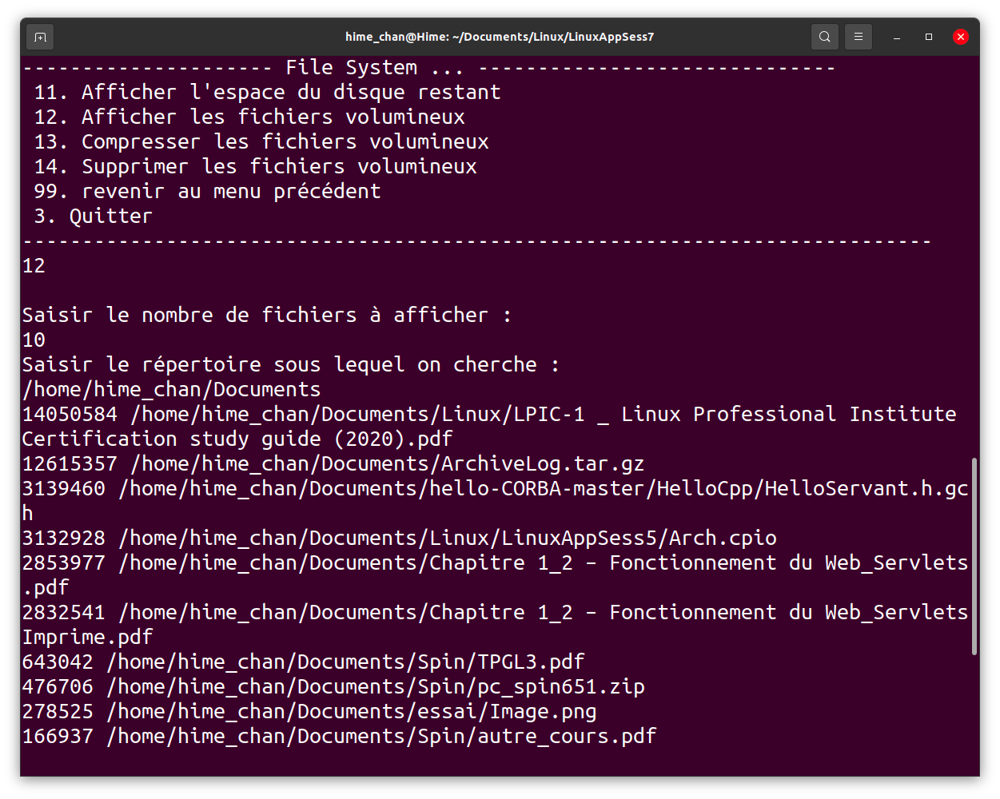 hime_chan@Hime: ~/Documents/Linux/LinuxAppSess7
--------------------- File System ... ------------------------------
11. Afficher l'espace du disque restant
12. Afficher les fichiers volumineux
13. Compresser les fichiers volumineux
14. Supprimer les fichiers volumineux
99. revenir au menu précédent
3. Quitter
----------------------------------------------------------------------------
12
Saisir le nombre de fichiers à afficher :
10
Saisir le répertoire sous lequel on cherche :
/home/hime_chan/Documents
14050584 /home/hime_chan/Documents/Linux/LPIC-1 _ Linux Professional Institute
Certification study guide (2020).pdf
12615357 /home/hime_chan/Documents/ArchiveLog.tar.gz
3139460 /home/hime_chan/Documents/hello-CORBA-master/HelloCpp/HelloServant.h.gc
h
3132928 /home/hime_chan/Documents/Linux/LinuxAppSess5/Arch.cpio
2853977 /home/hime_chan/Documents/Chapitre 1_2 – Fonctionnement du Web_Servlets
.pdf
2832541 /home/hime_chan/Documents/Chapitre 1_2 – Fonctionnement du Web_Servlets
Imprime.pdf
643042 /home/hime_chan/Documents/Spin/TPGL3.pdf
476706 /home/hime_chan/Documents/Spin/pc_spin651.zip
278525 /home/hime_chan/Documents/essai/Image.png
166937 /home/hime_chan/Documents/Spin/autre_cours.pdf